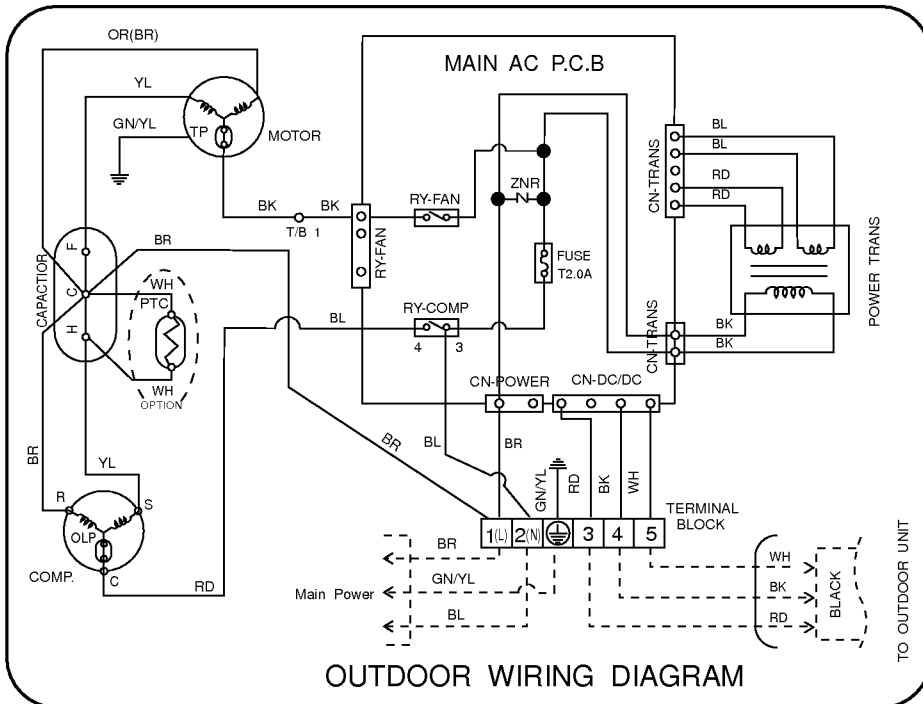 OR(BR)
MAIN AC P.C.B
YL
GN/YL
TP
MOTOR
BL
BL
RD
RD
CN-TRANS
ZNR
RY-FAN
BK
BK
T/B 1
RY-FAN
FUSE
T2.0A
POWER TRANS
CAPACTIOR
F
C
H
BR
WH
PTC
WH
OPTION
BL
RY-COMP
4
3
BK
BK
CN-TRANS
CN-POWER
CN-DC/DC
BR
BL
BR
GN/YL
RD
BK
WH
BR
YL
R
S
OLP
COMP.
C
RD
TERMINAL
BLOCK
1(L)
2(N)
3
4
5
BR
GN/YL
Main Power
BL
WH
BK
RD
BLACK
TO OUTDOOR UNIT
OUTDOOR WIRING DIAGRAM